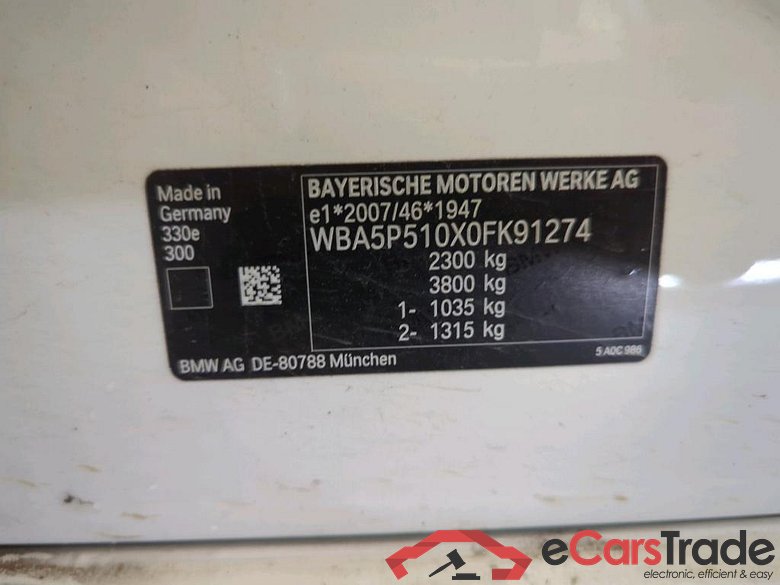 Made in
Germany
330e
300
BAYERISCHE MOTOREN WERKE AG
e1*2007/46*1947
WBA5P510X0FK91274
2300 kg
3800 kg
1- 1035 kg
2- 1315 kg
BMW AG DE-80788 München
5 A0C 986
eCarsTrade
electronic, efficient & easy